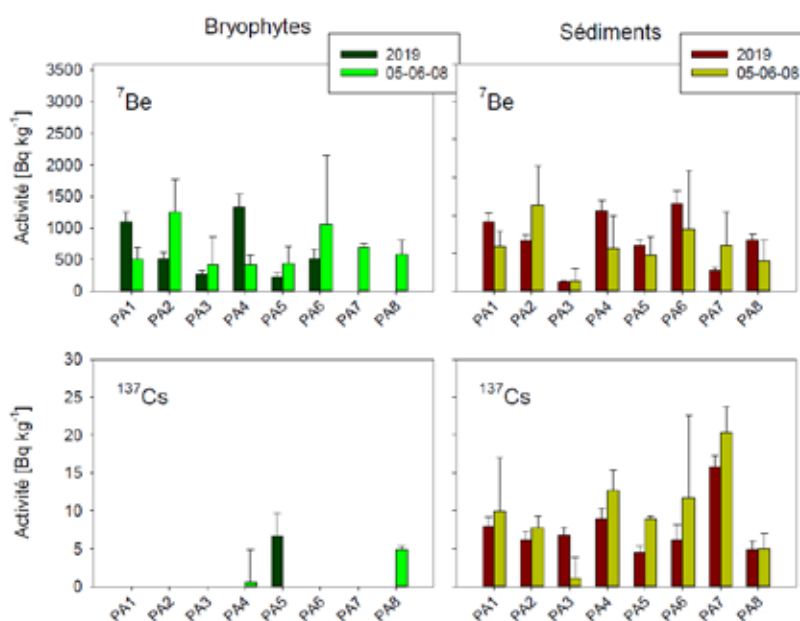 Bryophytes
2019
05-06-08
Sédiments
2019
05-06-08
Activité [Bq kg⁻¹]
3500
3000
2500
2000
1500
1000
500
0
⁷Be
PA1 PA2 PA3 PA4 PA5 PA6 PA7 PA8
⁷Be
PA1 PA2 PA3 PA4 PA5 PA6 PA7 PA8
Activité [Bq kg⁻¹]
30
25
20
15
10
5
0
¹³⁷Cs
PA1 PA2 PA3 PA4 PA5 PA6 PA7 PA8
¹³⁷Cs
PA1 PA2 PA3 PA4 PA5 PA6 PA7 PA8